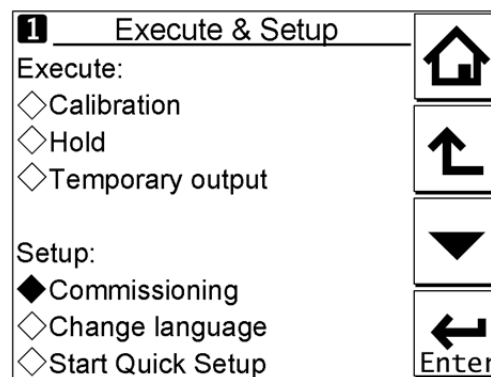 1 Execute & Setup
Execute:
Calibration
Hold
Temporary output
Setup:
Commissioning
Change language
Start Quick Setup
Enter